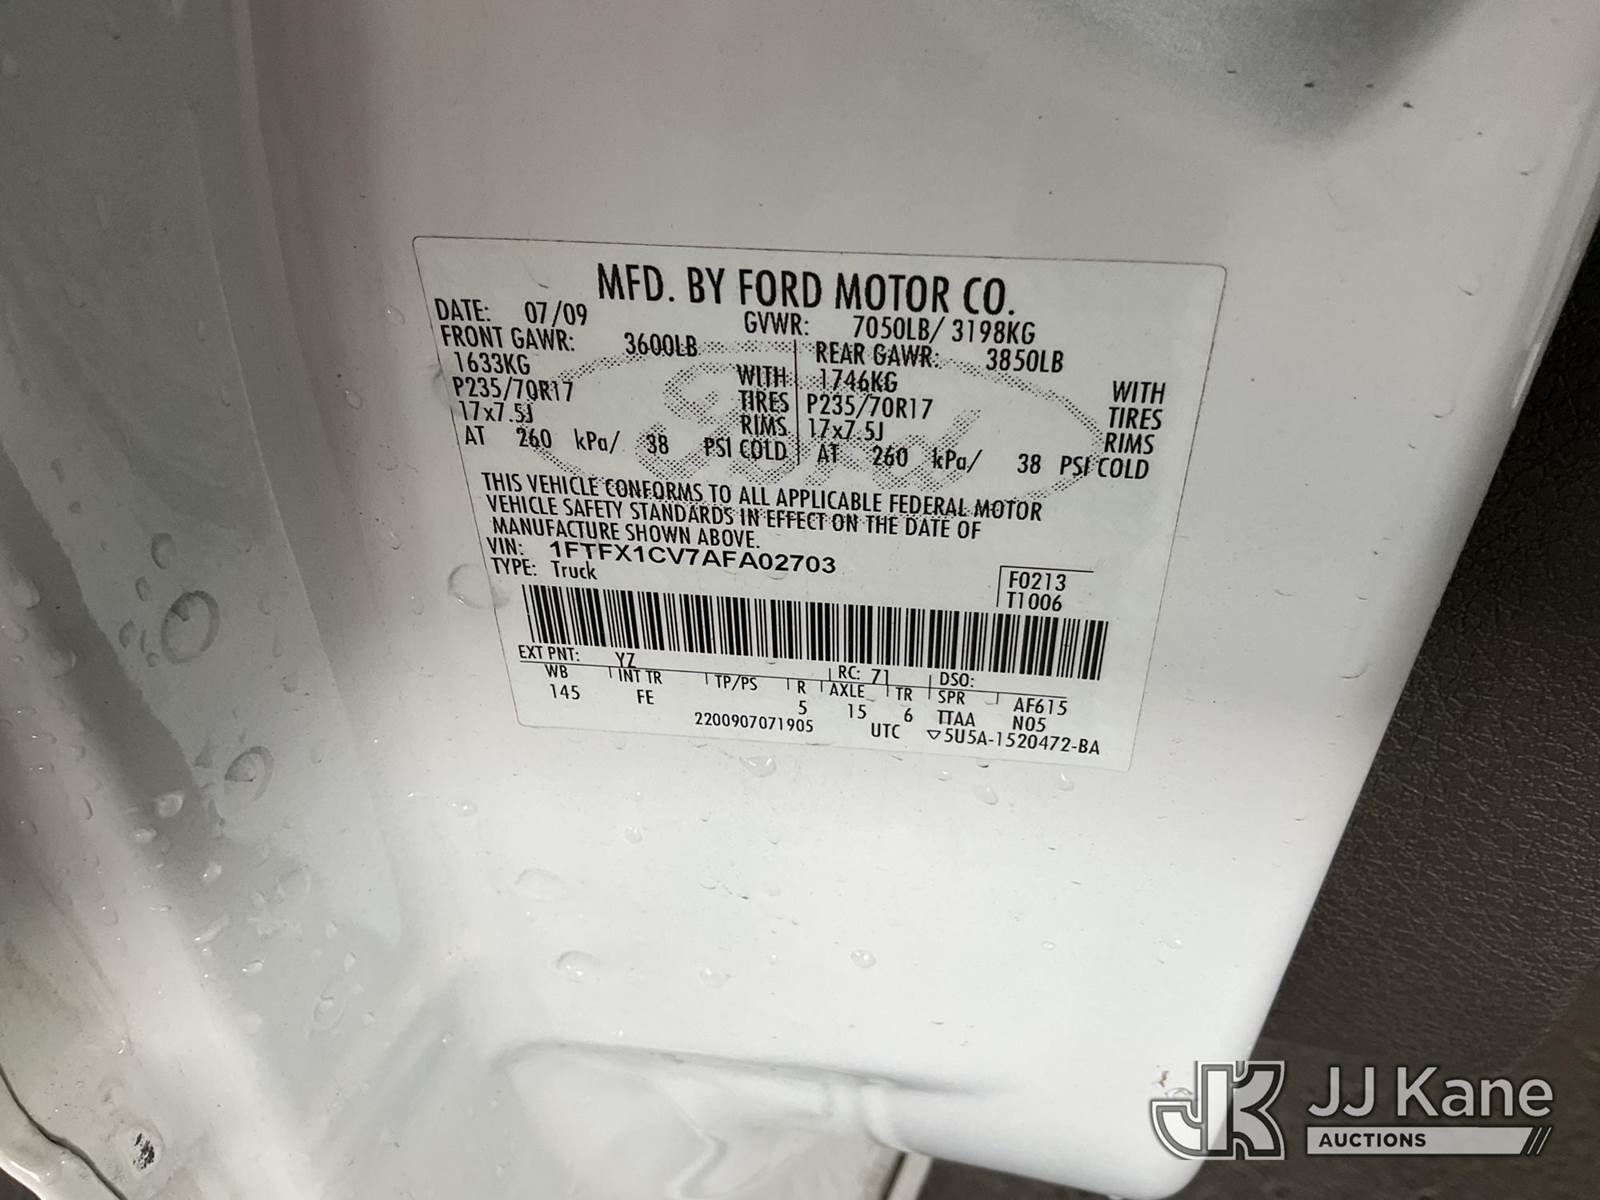 MFD. BY FORD MOTOR CO.
DATE: 07/09 GVWR: 7050LB/ 3198KG
FRONT GAWR: 3600LB REAR GAWR: 3850LB
1633KG WITH 1746KG WITH
P235/70R17 TIRES P235/70R17 TIRES
17x7.5J RIMS 17x7.5J RIMS
AT 260 kPa/ 38 PSI COLD AT 260 kPa/ 38 PSI COLD
THIS VEHICLE CONFORMS TO ALL APPLICABLE FEDERAL MOTOR
VEHICLE SAFETY STANDARDS IN EFFECT ON THE DATE OF
MANUFACTURE SHOWN ABOVE.
VIN: 1FTFX1CV7AFA02703
TYPE: Truck
F0213
T1006
EXT PNT: YZ RC: 71 DSO:
WB INT TR TP/PS R AXLE TR SPR AF615
145 FE 5 15 6 TTAA N05
2200907071905 UTC ▽5U5A-1520472-BA
JK JJ Kane
AUCTIONS